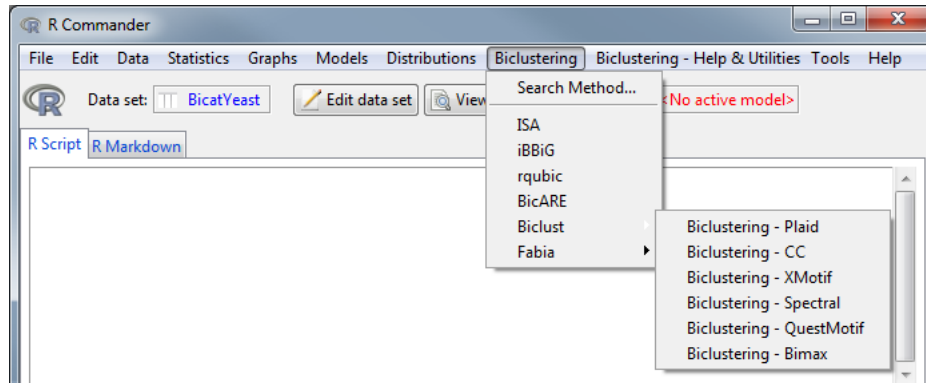 R Commander
File Edit Data Statistics Graphs Models Distributions Biclustering Biclustering - Help & Utilities Tools Help
R Data set: BicatYeast Edit data set View <No active model>
R Script R Markdown
Search Method...
ISA
iBBiG
rqubic
BicARE
Biclust
Fabia
Biclustering - Plaid
Biclustering - CC
Biclustering - XMotif
Biclustering - Spectral
Biclustering - QuestMotif
Biclustering - Bimax